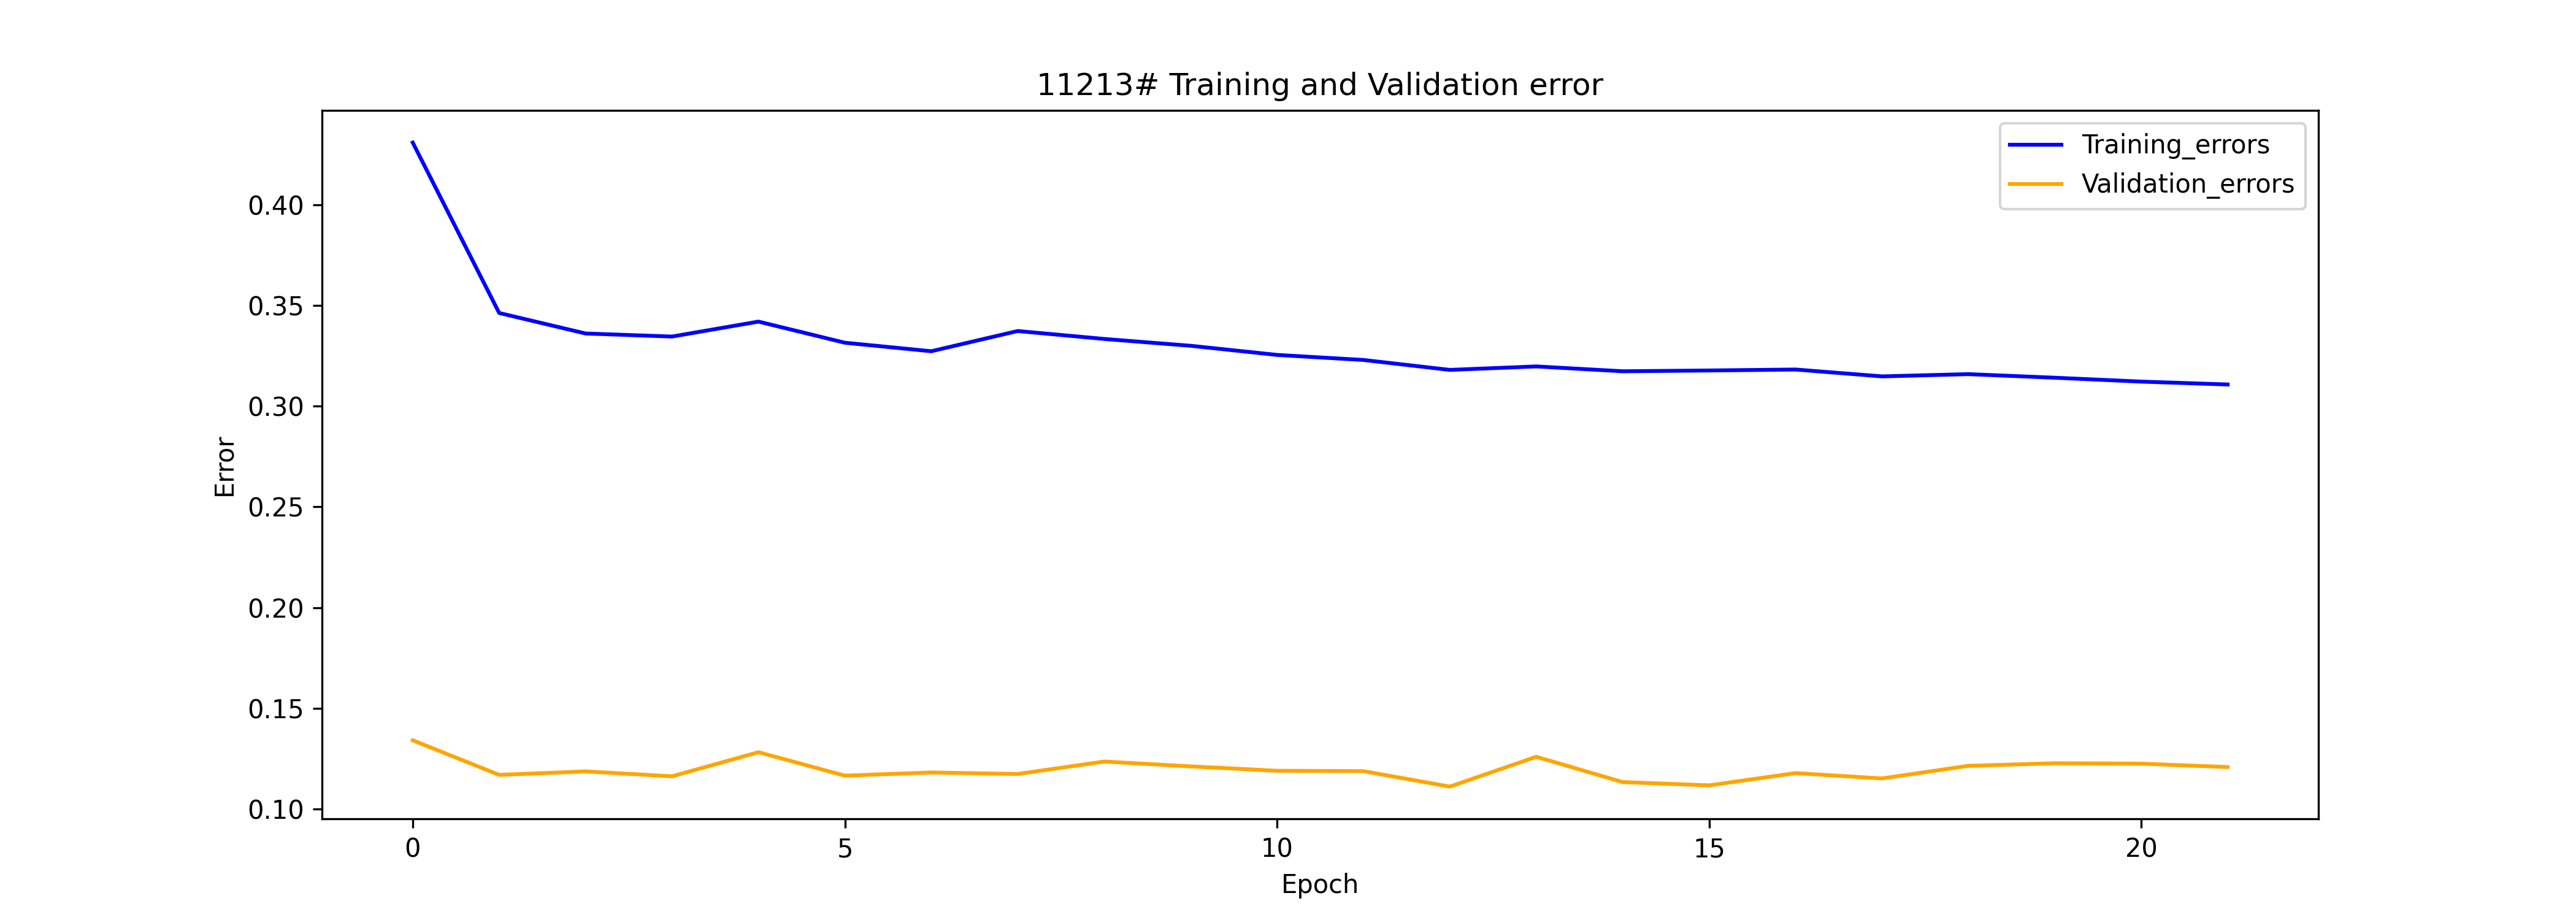 11213# Training and Validation error
Training_errors
Validation_errors
Error
0.40
0.35
0.30
0.25
0.20
0.15
0.10
0
5
10
15
20
Epoch